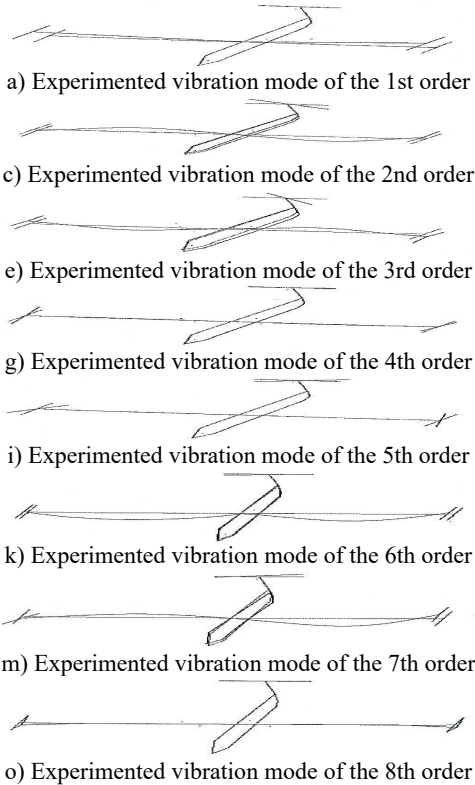 a) Experimented vibration mode of the 1st order
c) Experimented vibration mode of the 2nd order
e) Experimented vibration mode of the 3rd order
g) Experimented vibration mode of the 4th order
i) Experimented vibration mode of the 5th order
k) Experimented vibration mode of the 6th order
m) Experimented vibration mode of the 7th order
o) Experimented vibration mode of the 8th order